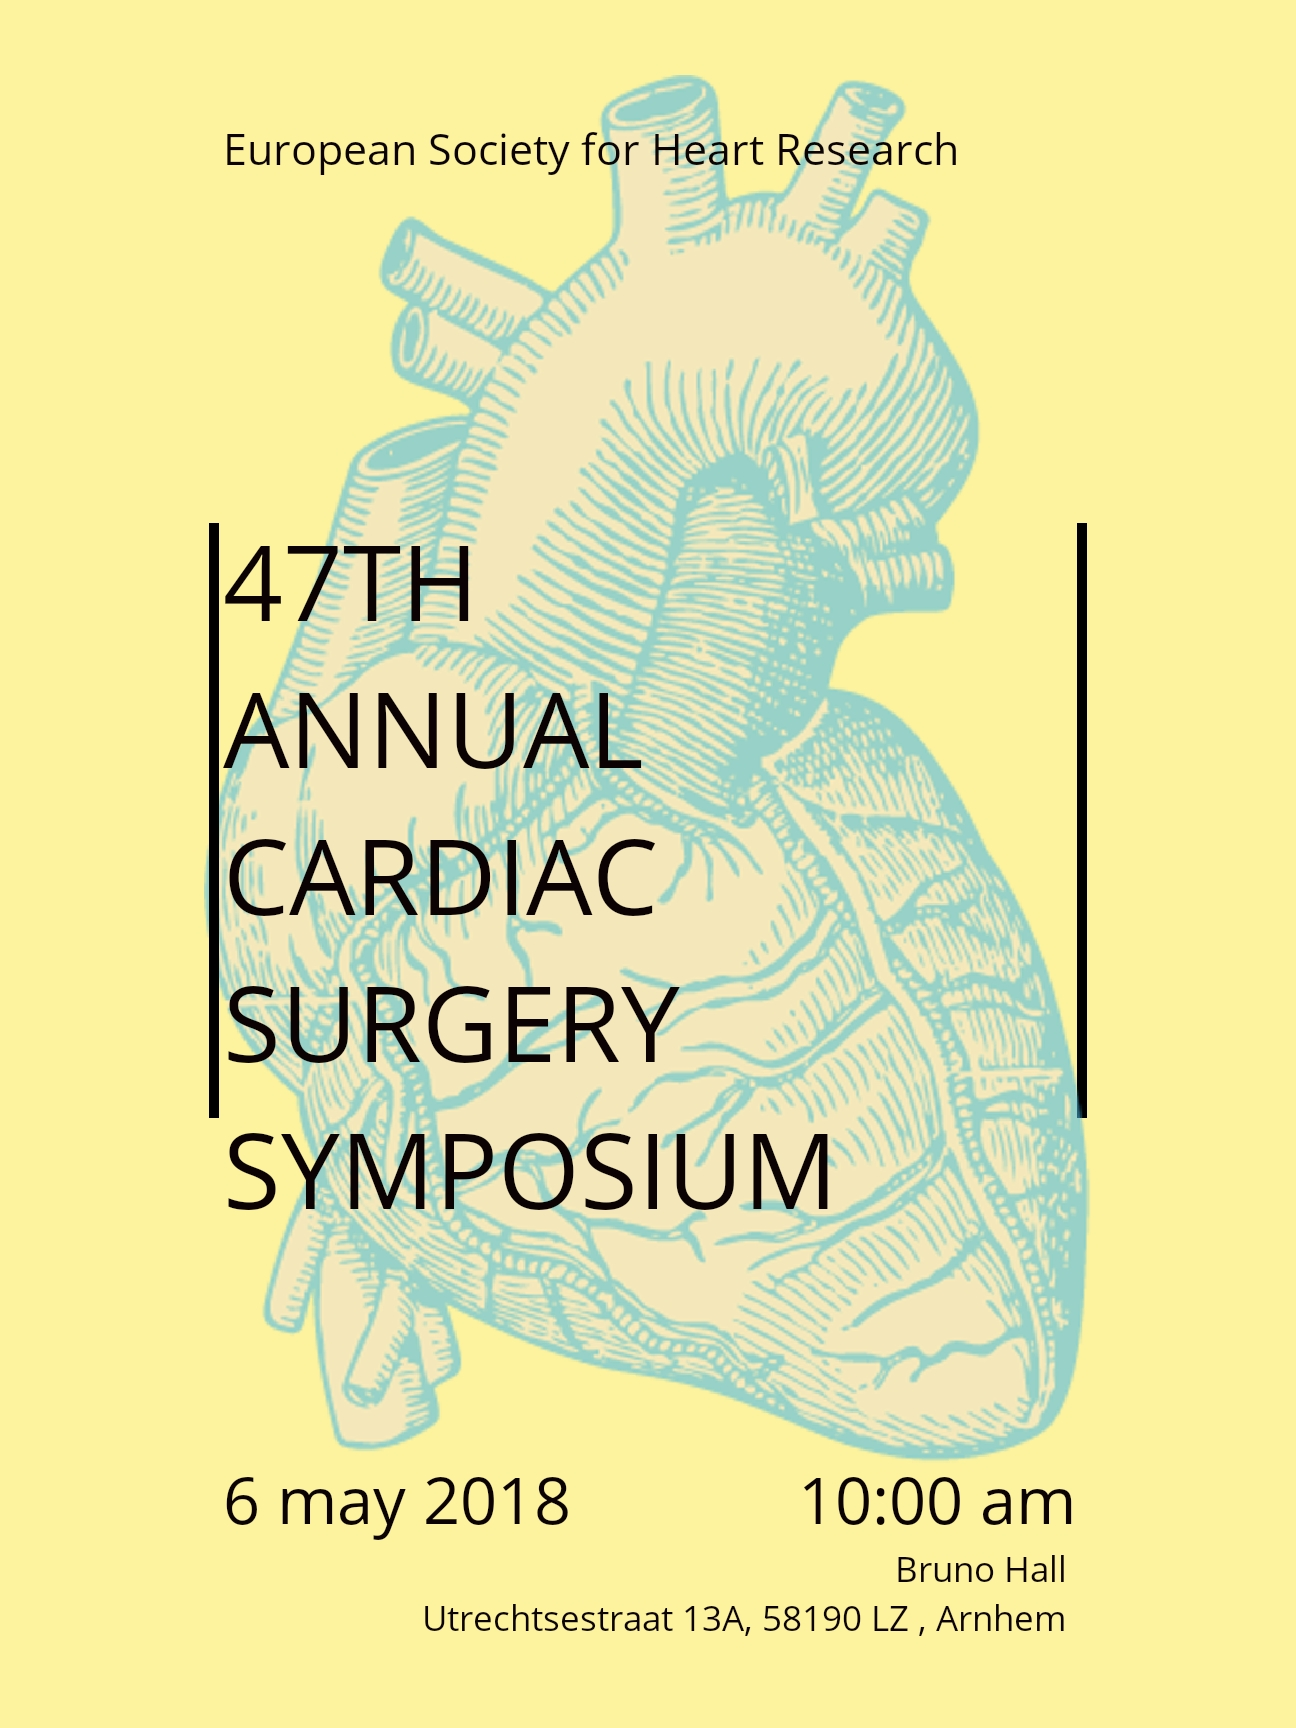 European Society for Heart Research
47TH
ANNUAL
CARDIAC
SURGERY
SYMPOSIUM
6 may 2018
10:00 am
Bruno Hall
Utrechtsestraat 13A, 58190 LZ , Arnhem